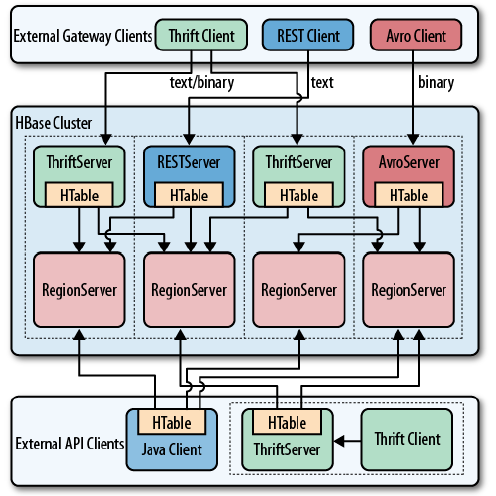 External Gateway Clients
Thrift Client
REST Client
Avro Client
text/binary
text
binary
HBase Cluster
ThriftServer
RESTServer
ThriftServer
AvroServer
HTable
HTable
HTable
HTable
RegionServer
RegionServer
RegionServer
RegionServer
HTable
HTable
External API Clients
Java Client
ThriftServer
Thrift Client